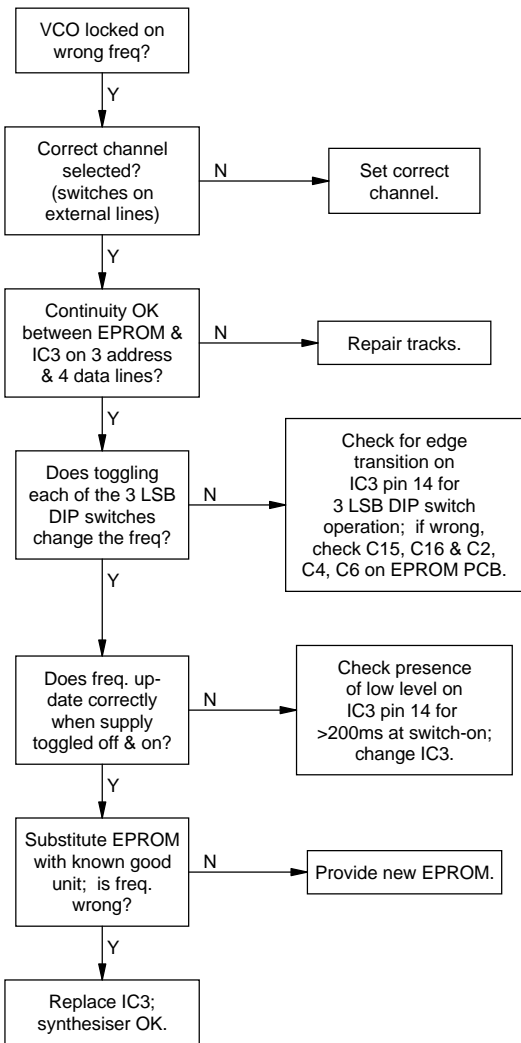 VCO locked on
wrong freq?
Y
Correct channel
selected?
(switches on
external lines)
N
Set correct
channel.
Y
Continuity OK
between EPROM &
IC3 on 3 address
& 4 data lines?
N
Repair tracks.
Y
Does toggling
each of the 3 LSB
DIP switches
change the freq?
N
Check for edge
transition on
IC3 pin 14 for
3 LSB DIP switch
operation; if wrong,
check C15, C16 & C2,
C4, C6 on EPROM PCB.
Y
Does freq. up-
date correctly
when supply
toggled off & on?
N
Check presence
of low level on
IC3 pin 14 for
>200ms at switch-on;
change IC3.
Y
Substitute EPROM
with known good
unit; is freq.
wrong?
N
Provide new EPROM.
Y
Replace IC3;
synthesiser OK.